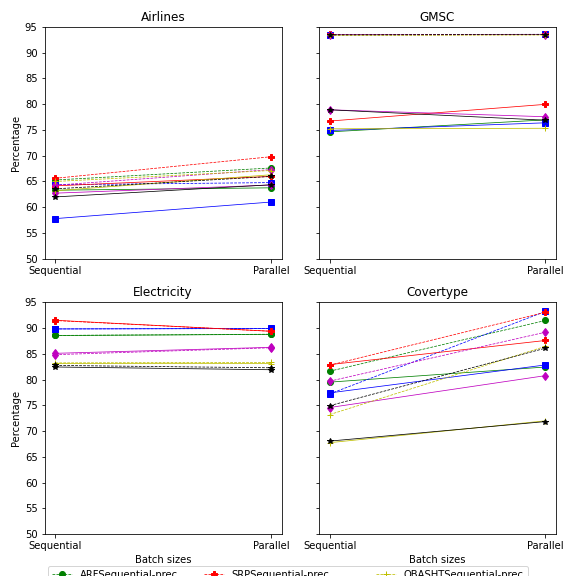 Airlines
GMSC
95
90
85
80
75
70
65
60
55
50
Percentage
Sequential
Parallel
Sequential
Parallel
Electricity
Covertype
95
90
85
80
75
70
65
60
55
50
Percentage
Sequential
Parallel
Sequential
Parallel
Batch sizes
Batch sizes
ARFSequential-prec
SRPSequential-prec
OBASHTSequential-prec